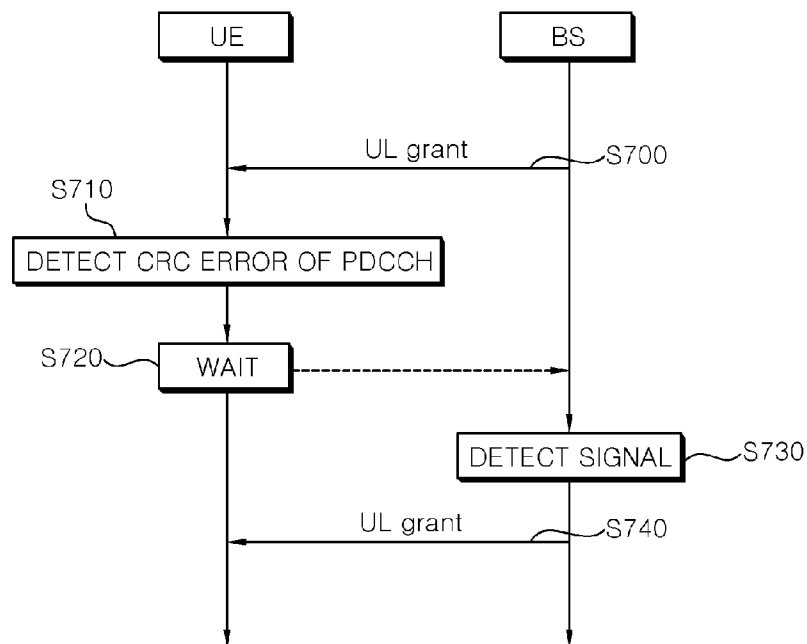 UE
BS
UL grant
S700
S710
DETECT CRC ERROR OF PDCCH
S720
WAIT
DETECT SIGNAL
S730
UL grant
S740